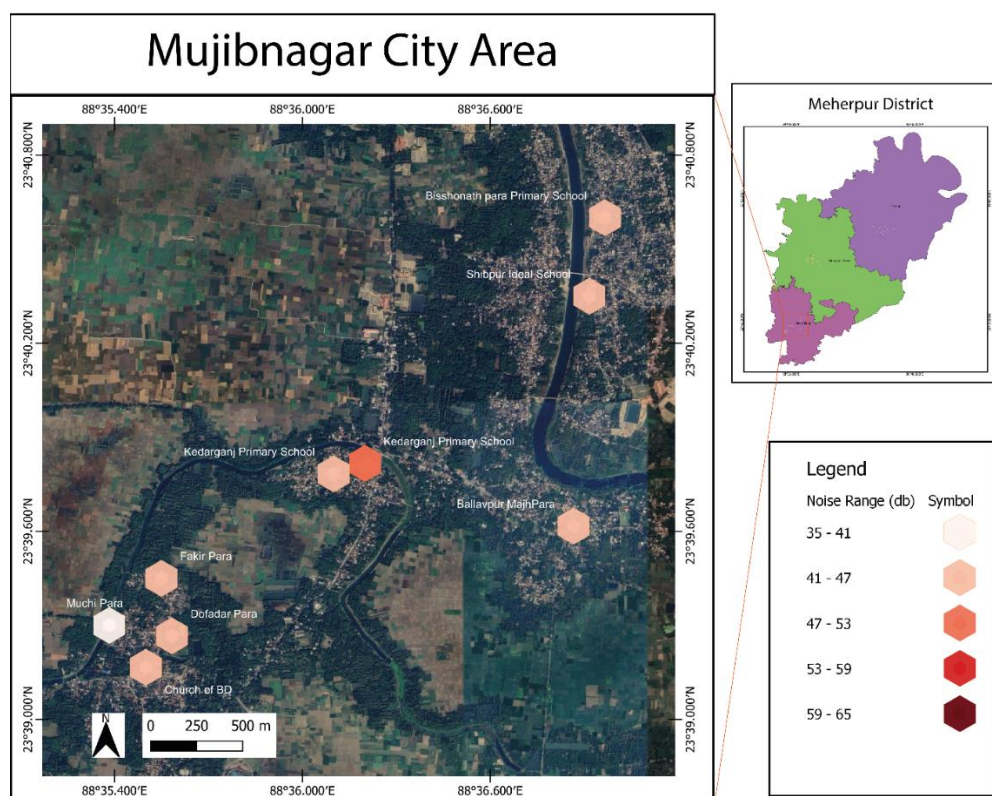 Mujibnagar City Area
88°35.400'E 88°36.000'E 88°36.600'E
23°40.800'N
23°40.200'N
23°39.600'N
23°39.000'N
23°40.800'N
23°40.200'N
23°39.600'N
23°39.000'N
Bisshonath para Primary School
Shibpur Ideal School
Kedarganj Primary School
Kedarganj Primary School
Ballavpur MajhPara
Fakir Para
Muchi Para
Dofadar Para
Church of BD
N
0 250 500 m
88°35.400'E 88°36.000'E 88°36.600'E
Meherpur District
Legend
Noise Range (db) Symbol
35 - 41
41 - 47
47 - 53
53 - 59
59 - 65